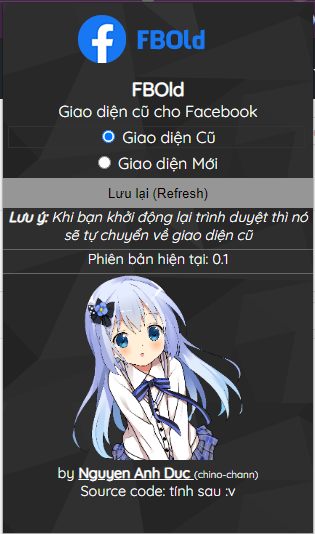 FBOld
FBOld
Giao diện cũ cho Facebook
Giao diện Cũ
Giao diện Mới
Lưu lại (Refresh)
Lưu ý: Khi bạn khởi động lại trình duyệt thì nó
sẽ tự chuyển về giao diện cũ
Phiên bản hiện tại: 0.1
by Nguyen Anh Duc (chino-chann)
Source code: tính sau :v